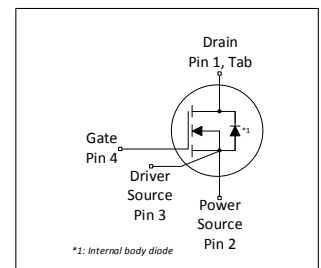 Drain
Pin 1, Tab
*1
Gate
Pin 4
Driver
Source
Pin 3
Power
Source
Pin 2
*1: Internal body diode